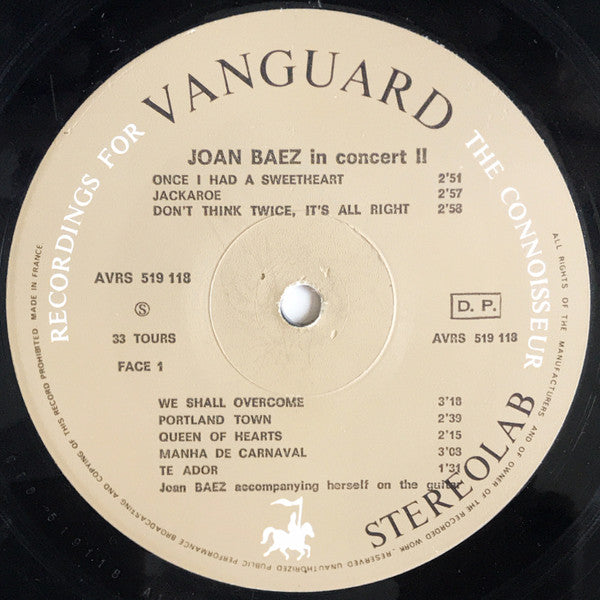 VANGUARD
RECORDINGS FOR THE CONNOISSEUR
JOAN BAEZ in concert II
ONCE I HAD A SWEETHEART 2'51
JACKAROE 2'57
DON'T THINK TWICE, IT'S ALL RIGHT 2'58
AVRS 519 118
S
D. P.
33 TOURS
AVRS 519 118
FACE 1
WE SHALL OVERCOME 3'18
PORTLAND TOWN 2'39
QUEEN OF HEARTS 2'15
MANHA DE CARNAVAL 3'03
TE ADOR 1'31
Joan BAEZ accompanying herself on the guitar
STEREOLAB
ALL RIGHTS OF THE MANUFACTURERS AND OF OWNER OF THE RECORDED WORK . RESERVED UNAUTHORIZED PUBLIC PERFORMANCE BROADCASTING AND COPYING OF THIS RECORD PROHIBITED MADE IN FRANCE